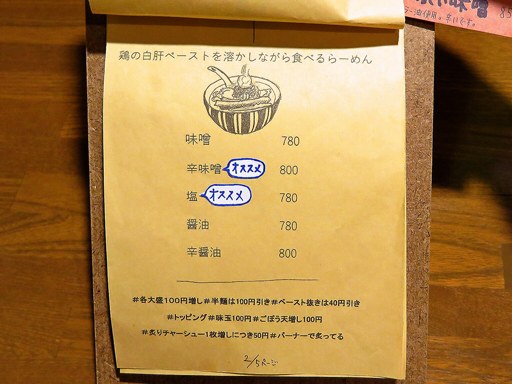 味噌
鶏の白肝ペーストを溶かしながら食べるらーめん
味噌 780
辛味噌 オススメ 800
塩 オススメ 780
醤油 780
辛醤油 800
#各大盛100円増し#半麺は100円引き#ペースト抜きは40円引き
#トッピング#味玉100円#ごぼう天増し100円
#炙りチャーシュー1枚増しにつき50円#バーナーで炙ってる